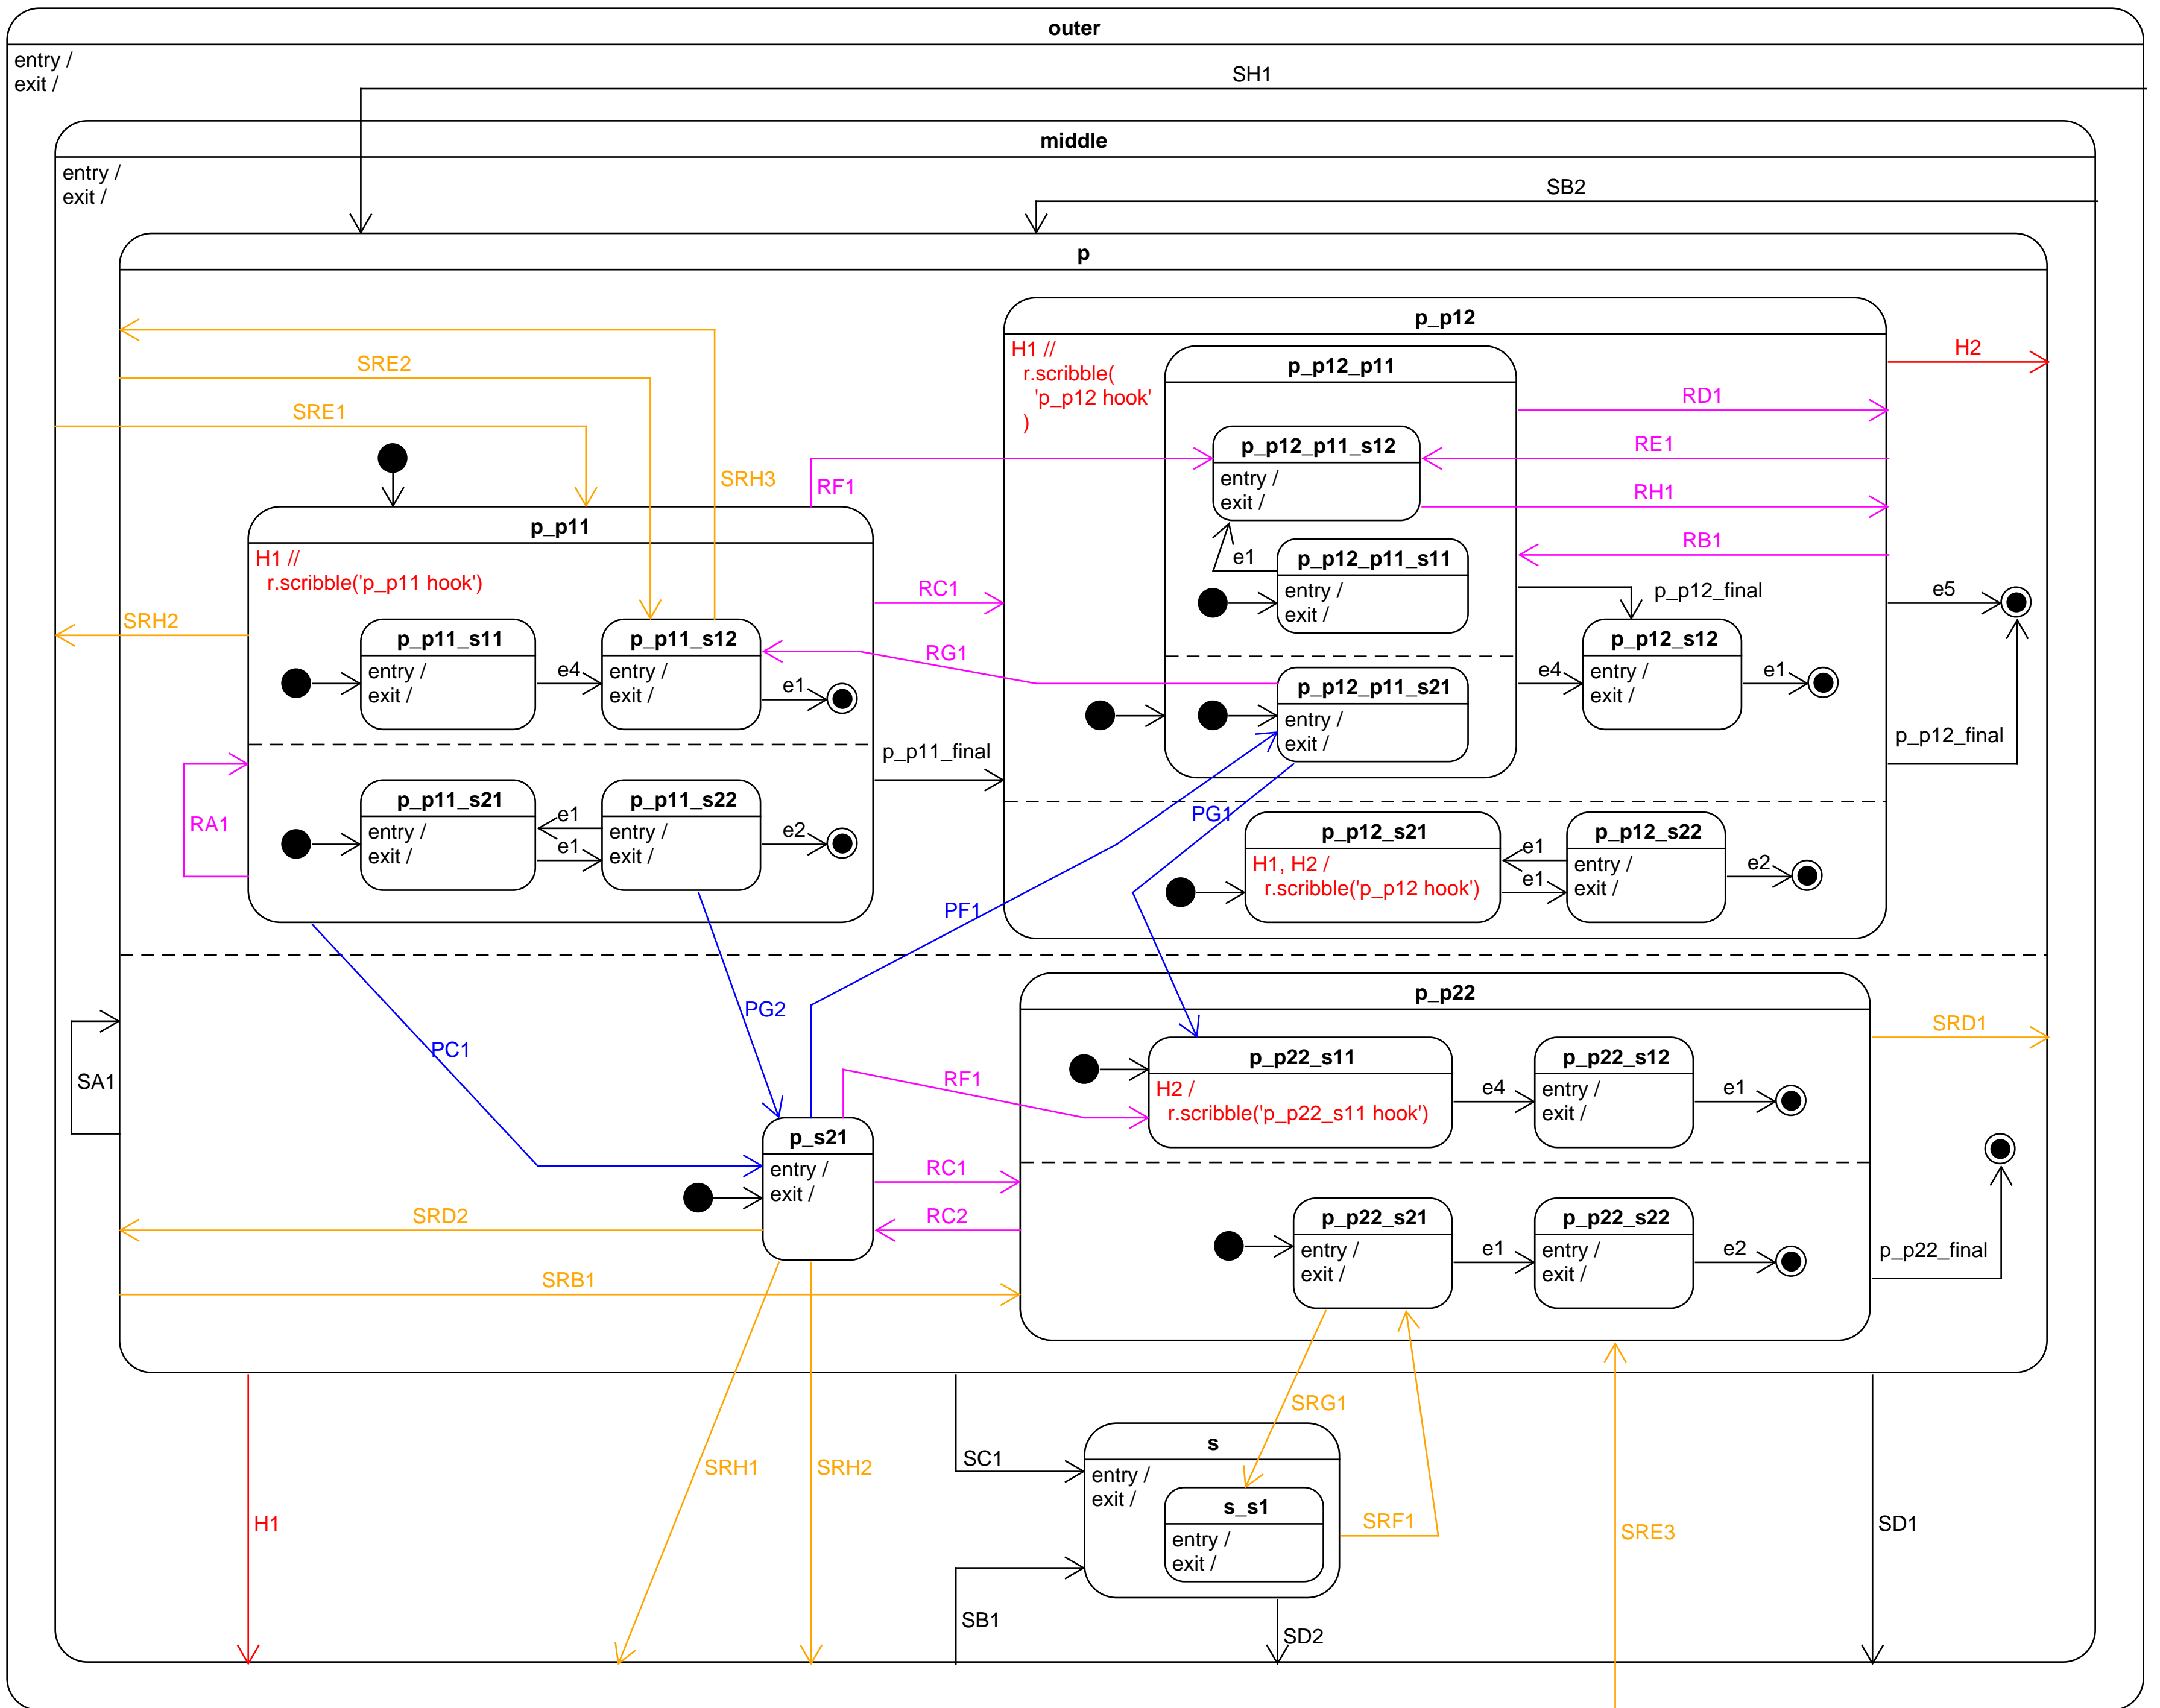 outer
entry /
exit /
SH1
middle
entry /
exit /
SB2
p
p_p12
H1 //
r.scribble(
'p_p12 hook'
)
p_p12_p11
H2
SRE2
RD1
SRE1
p_p12_p11_s12
entry /
exit /
RE1
SRH3
RF1
RH1
p_p11
H1 //
r.scribble('p_p11 hook')
RB1
e1
p_p12_p11_s11
entry /
exit /
RC1
p_p12_final
e5
SRH2
p_p11_s11
entry /
exit /
e4
p_p11_s12
entry /
exit /
e1
RG1
p_p12_p11_s21
entry /
exit /
e4
p_p12_s12
entry /
exit /
e1
p_p12_final
p_p11_final
RA1
p_p11_s21
entry /
exit /
e1
e1
p_p11_s22
entry /
exit /
e2
PG1
p_p12_s21
H1, H2 /
r.scribble('p_p12 hook')
e1
e1
p_p12_s22
entry /
exit /
e2
PF1
p_p22
PG2
SRD1
PC1
SA1
RF1
p_p22_s11
H2 /
r.scribble('p_p22_s11 hook')
e4
p_p22_s12
entry /
exit /
e1
p_s21
entry /
exit /
RC1
SRD2
RC2
p_p22_s21
entry /
exit /
e1
p_p22_s22
entry /
exit /
e2
p_p22_final
SRB1
SRG1
s
entry /
exit /
SC1
SRH1
SRH2
s_s1
entry /
exit /
SRF1
H1
SRE3
SD1
SB1
SD2